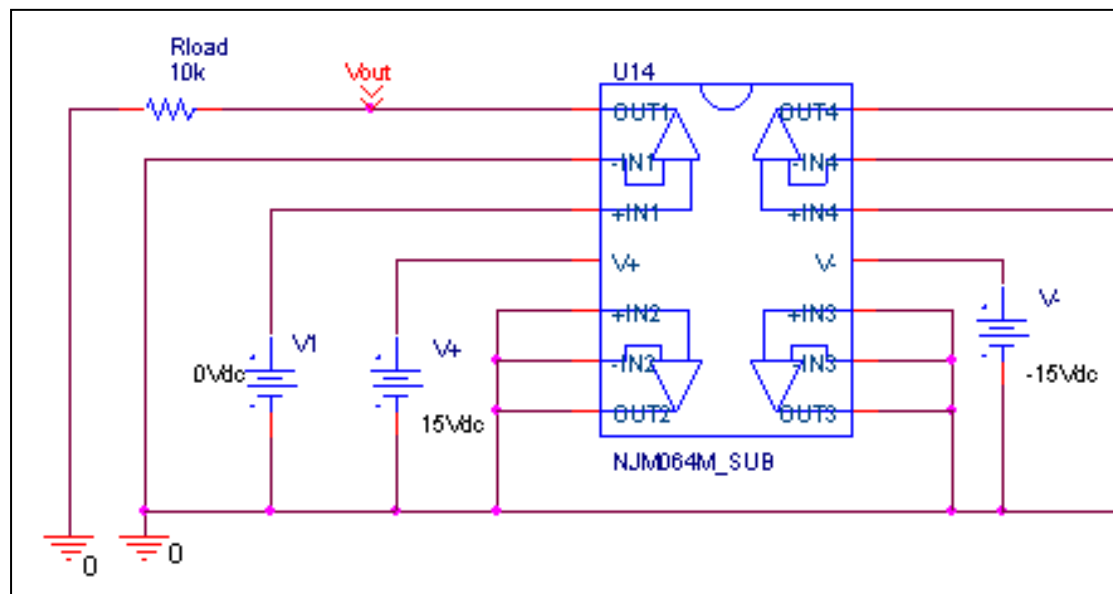 Rload
10k
Vout
U14
OUT1
OUT4
-IN1
-IN4
+IN1
+IN4
V+
V-
+IN2
+IN3
V1
V+
V-
0Vdc
-IN2
-IN3
-15Vdc
15Vdc
OUT2
OUT3
NJM064M_SUB
0
0